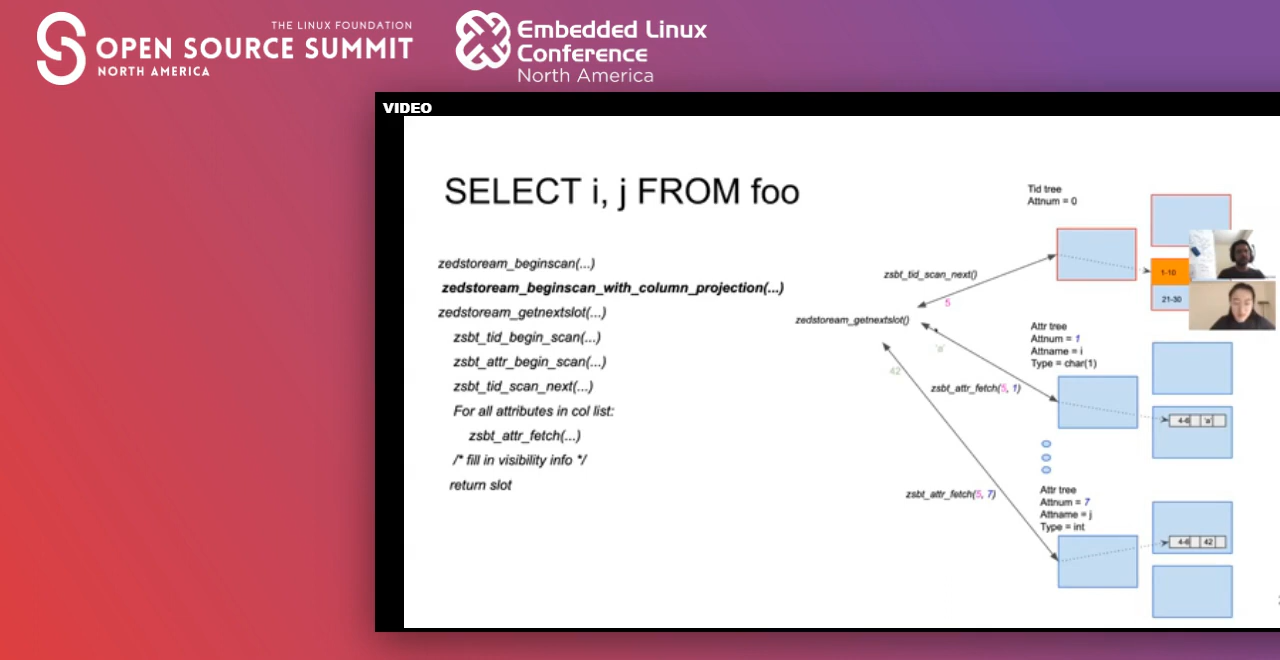 THE LINUX FOUNDATION
OPEN SOURCE SUMMIT
NORTH AMERICA
Embedded Linux
Conference
North America
VIDEO
SELECT i, j FROM foo
zedstoream_beginscan(...)
zedstoream_beginscan_with_column_projection(...)
zedstoream_getnextslot(...)
zsbt_tid_begin_scan(...)
zsbt_attr_begin_scan(...)
zsbt_tid_scan_next(...)
For all attributes in col list:
zsbt_attr_fetch(...)
/* fill in visibility info */
return slot
Tid tree
Attnum = 0
zsbt_tid_scan_next()
5
1-10
21-30
zedstoream_getnextslot()
'a'
42
Attr tree
Attnum = 1
Attname = i
Type = char(1)
zsbt_attr_fetch(5, 1)
4-6 'a'
zsbt_attr_fetch(5, 7)
Attr tree
Attnum = 7
Attname = j
Type = int
4-6 42